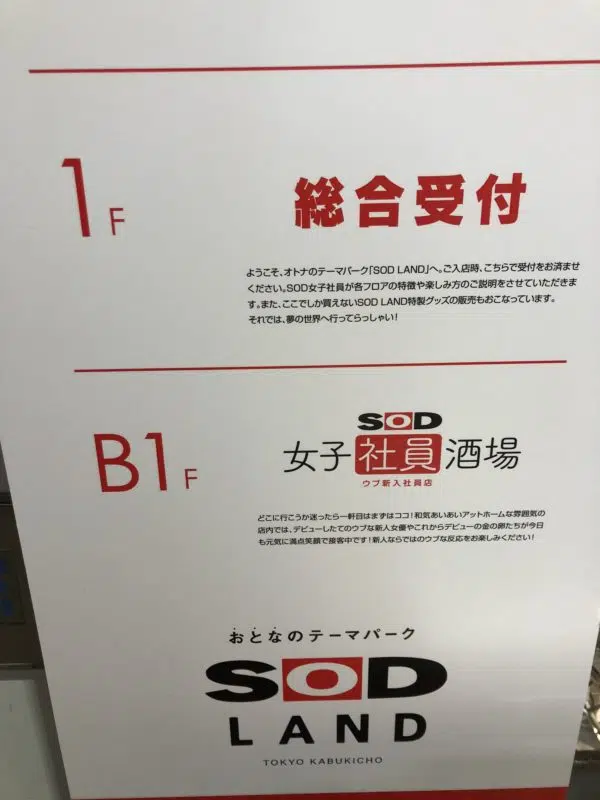 1F
総合受付
ようこそ、オトナのテーマパーク「SOD LAND」へ。ご入店時、こちらで受付をお済ませ
ください。SOD女子社員が各フロアの特徴や楽しみ方のご説明をさせていただきま
す。また、ここでしか買えないSOD LAND特製グッズの販売もおこなっています。
それでは、夢の世界へ行ってらっしゃい!
B1F
SOD
女子社員酒場
ウブ新入社員店
どこに行こうか迷ったら一軒目はまずはココ!和気あいあいアットホームな雰囲気の
店内では、デビューしたてのウブな新人女優やこれからデビューの金の卵たちが今日
も元気に満点笑顔で接客中です!新人ならではのウブな反応をお楽しみください!
おとなのテーマパーク
SOD
LAND
TOKYO KABUKICHO